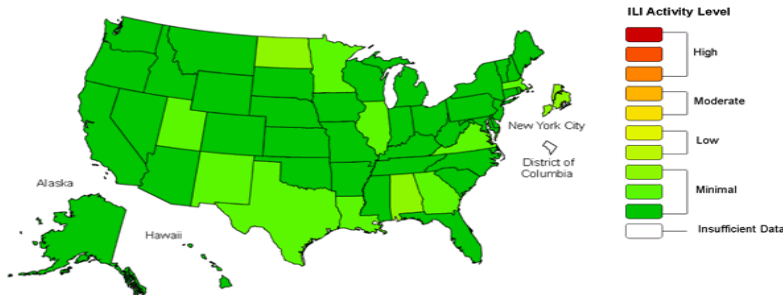 ILI Activity Level
High
Moderate
Low
Minimal
Insufficient Data
New York City
District of
Columbia
Alaska
Hawaii